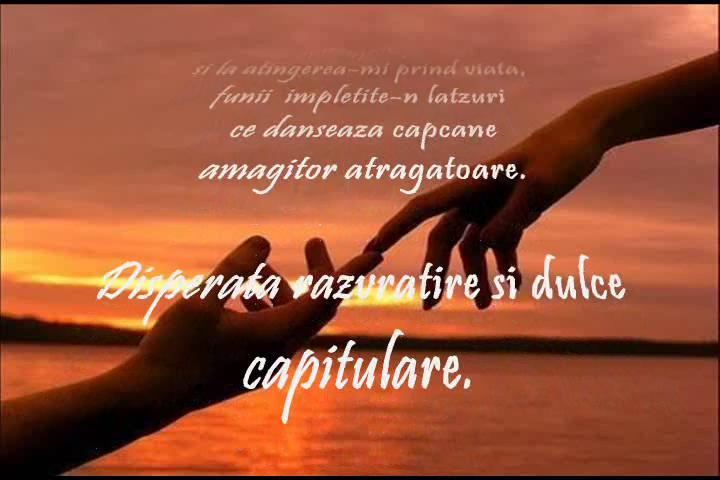 si la atingerea-mi prind viata,
funii impletite-n latzuri
ce danseaza capcane
amagitor atragatoare.
Disperata razvratire si dulce
capitulare.